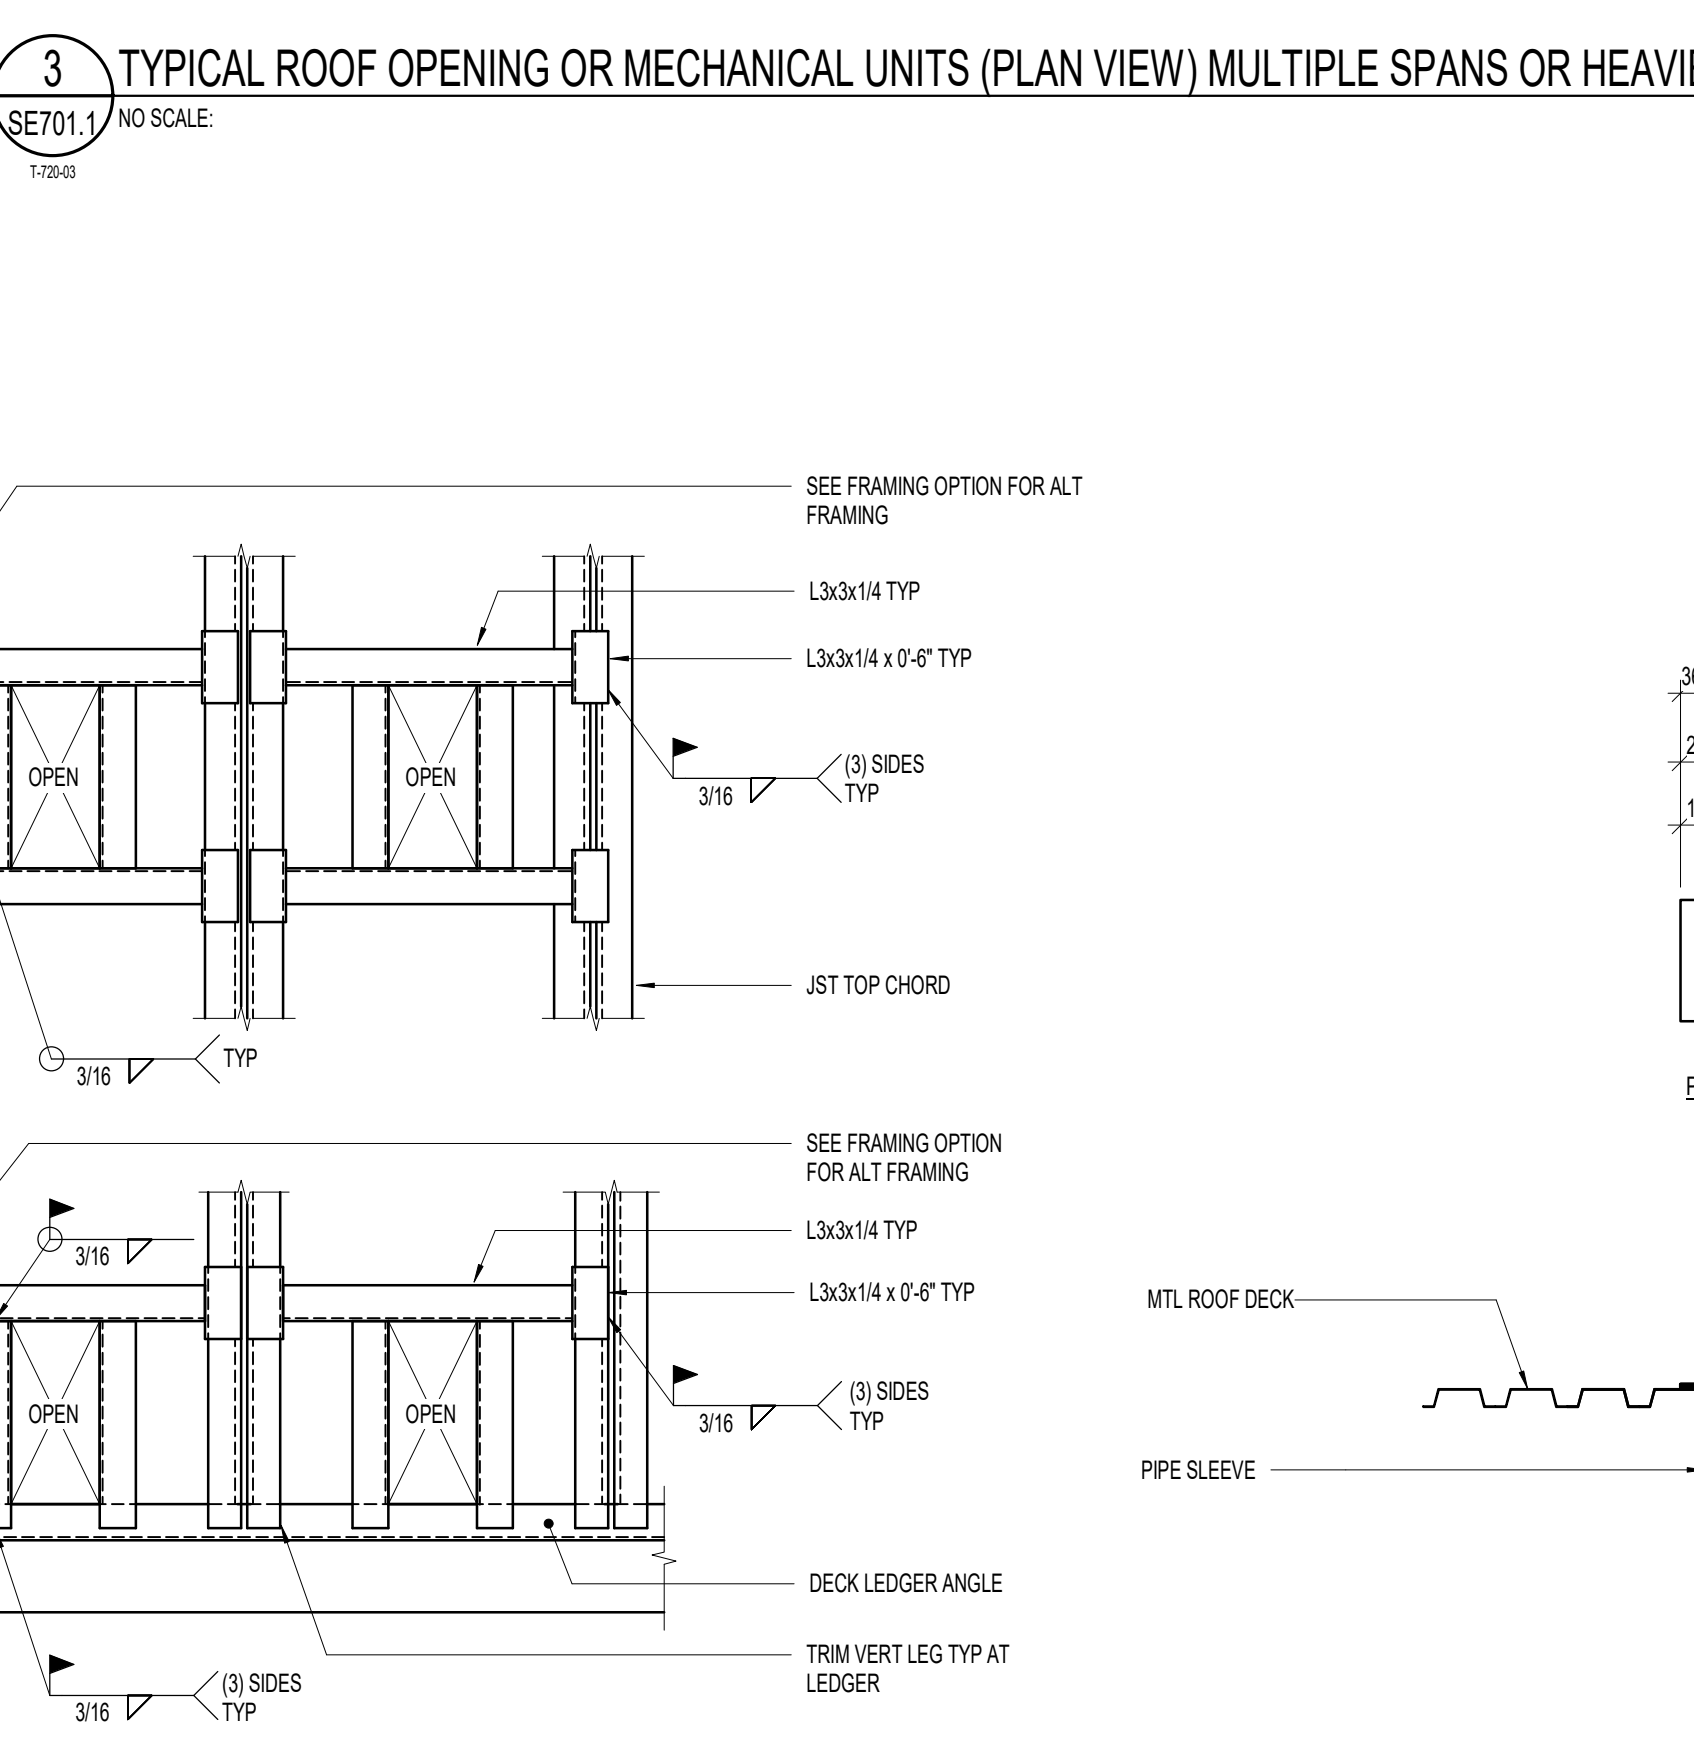 3
TYPICAL ROOF OPENING OR MECHANICAL UNITS (PLAN VIEW) MULTIPLE SPANS OR
SE701.1
NO SCALE:
T-720-03
SEE FRAMING OPTION FOR ALT
FRAMING
L3x3x1/4 TYP
L3x3x1/4 x 0'-6" TYP
OPEN
OPEN
(3) SIDES
TYP
3/16
JST TOP CHORD
TYP
3/16
SEE FRAMING OPTION
FOR ALT FRAMING
L3x3x1/4 TYP
3/16
L3x3x1/4 x 0'-6" TYP
MTL ROOF DECK
OPEN
OPEN
(3) SIDES
TYP
3/16
PIPE SLEEVE
DECK LEDGER ANGLE
TRIM VERT LEG TYP AT
LEDGER
(3) SIDES
TYP
3/16